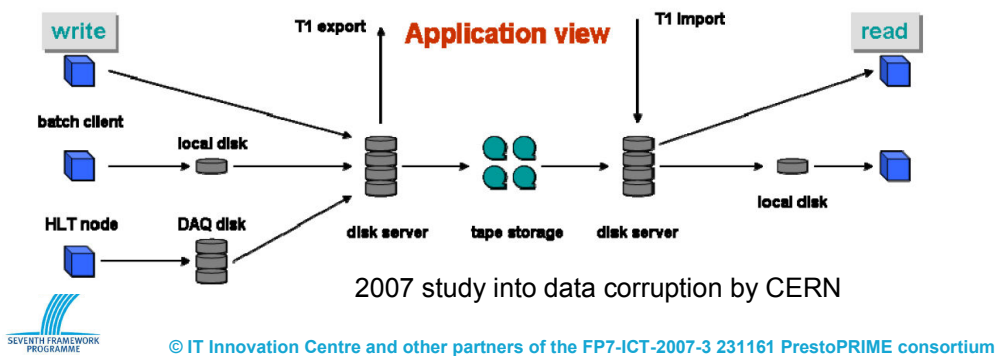 write
T1 export
Application view
T1 import
read
batch client
local disk
HLT node
DAQ disk
disk server
tape storage
disk server
local disk
2007 study into data corruption by CERN
SEVENTH FRAMEWORK
PROGRAMME
© IT Innovation Centre and other partners of the FP7-ICT-2007-3 231161 PrestoPRIME consortium